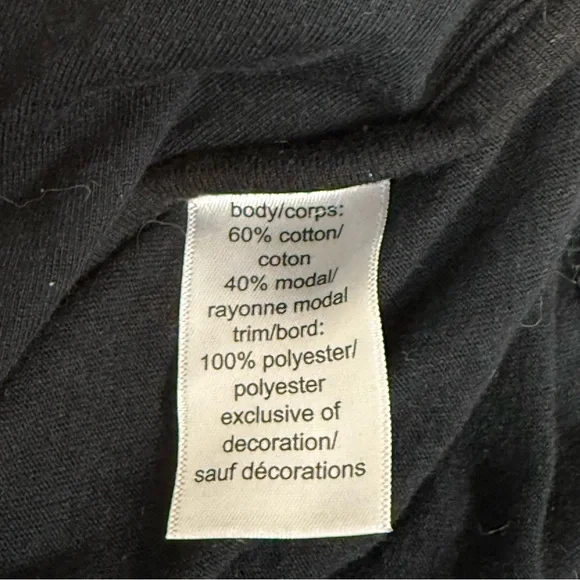 body/corps:
60% cotton/
coton
40% modal/
rayonne modal
trim/bord:
100% polyester/
polyester
exclusive of
decoration/
sauf décorations